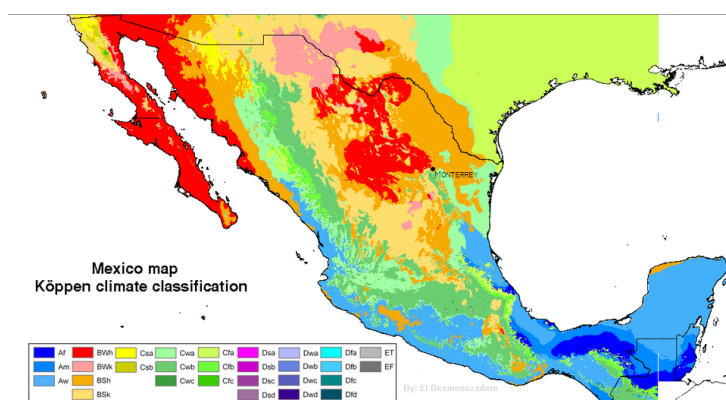 MONTERREY
Mexico map
Köppen climate classification
Af BWh Csa Cwa Cfa Dsa Dwa Dfa ET
Am BWk Csb Cwb Cfb Dsb Dwb Dfb EF
Aw BSh Cwc Cfc Dsc Dwc Dfc
BSk Dsd Dwd Dfd
By: El Desmenuzadero